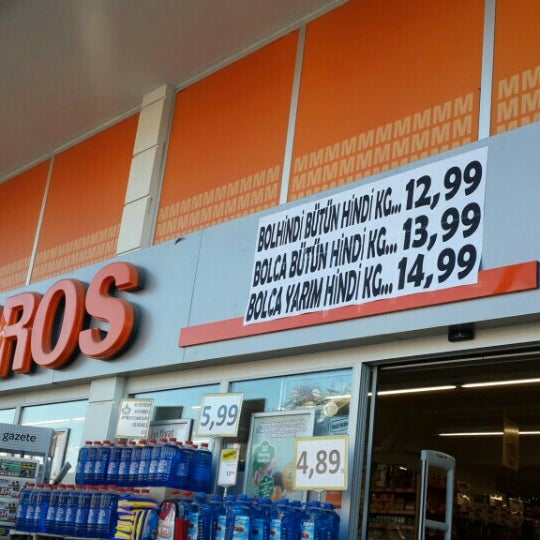 MMMMMMMMMM
BOLHİNDİ BÜTÜN HİNDİ KG... 12,99
BOLCA BÜTÜN HİNDİ KG... 13,99
BOLCA YARIM HİNDİ KG... 14,99
ROS
5,99
4,89
gazete